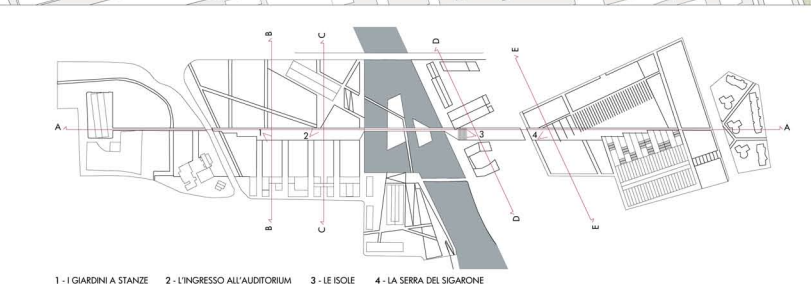 B
C
D
E
A
1
2
3
4
A
B
C
D
E
1 - I GIARDINI A STANZE 2 - L'INGRESSO ALL'AUDITORIUM 3 - LE ISOLE 4 - LA SERRA DEL SIGARONE